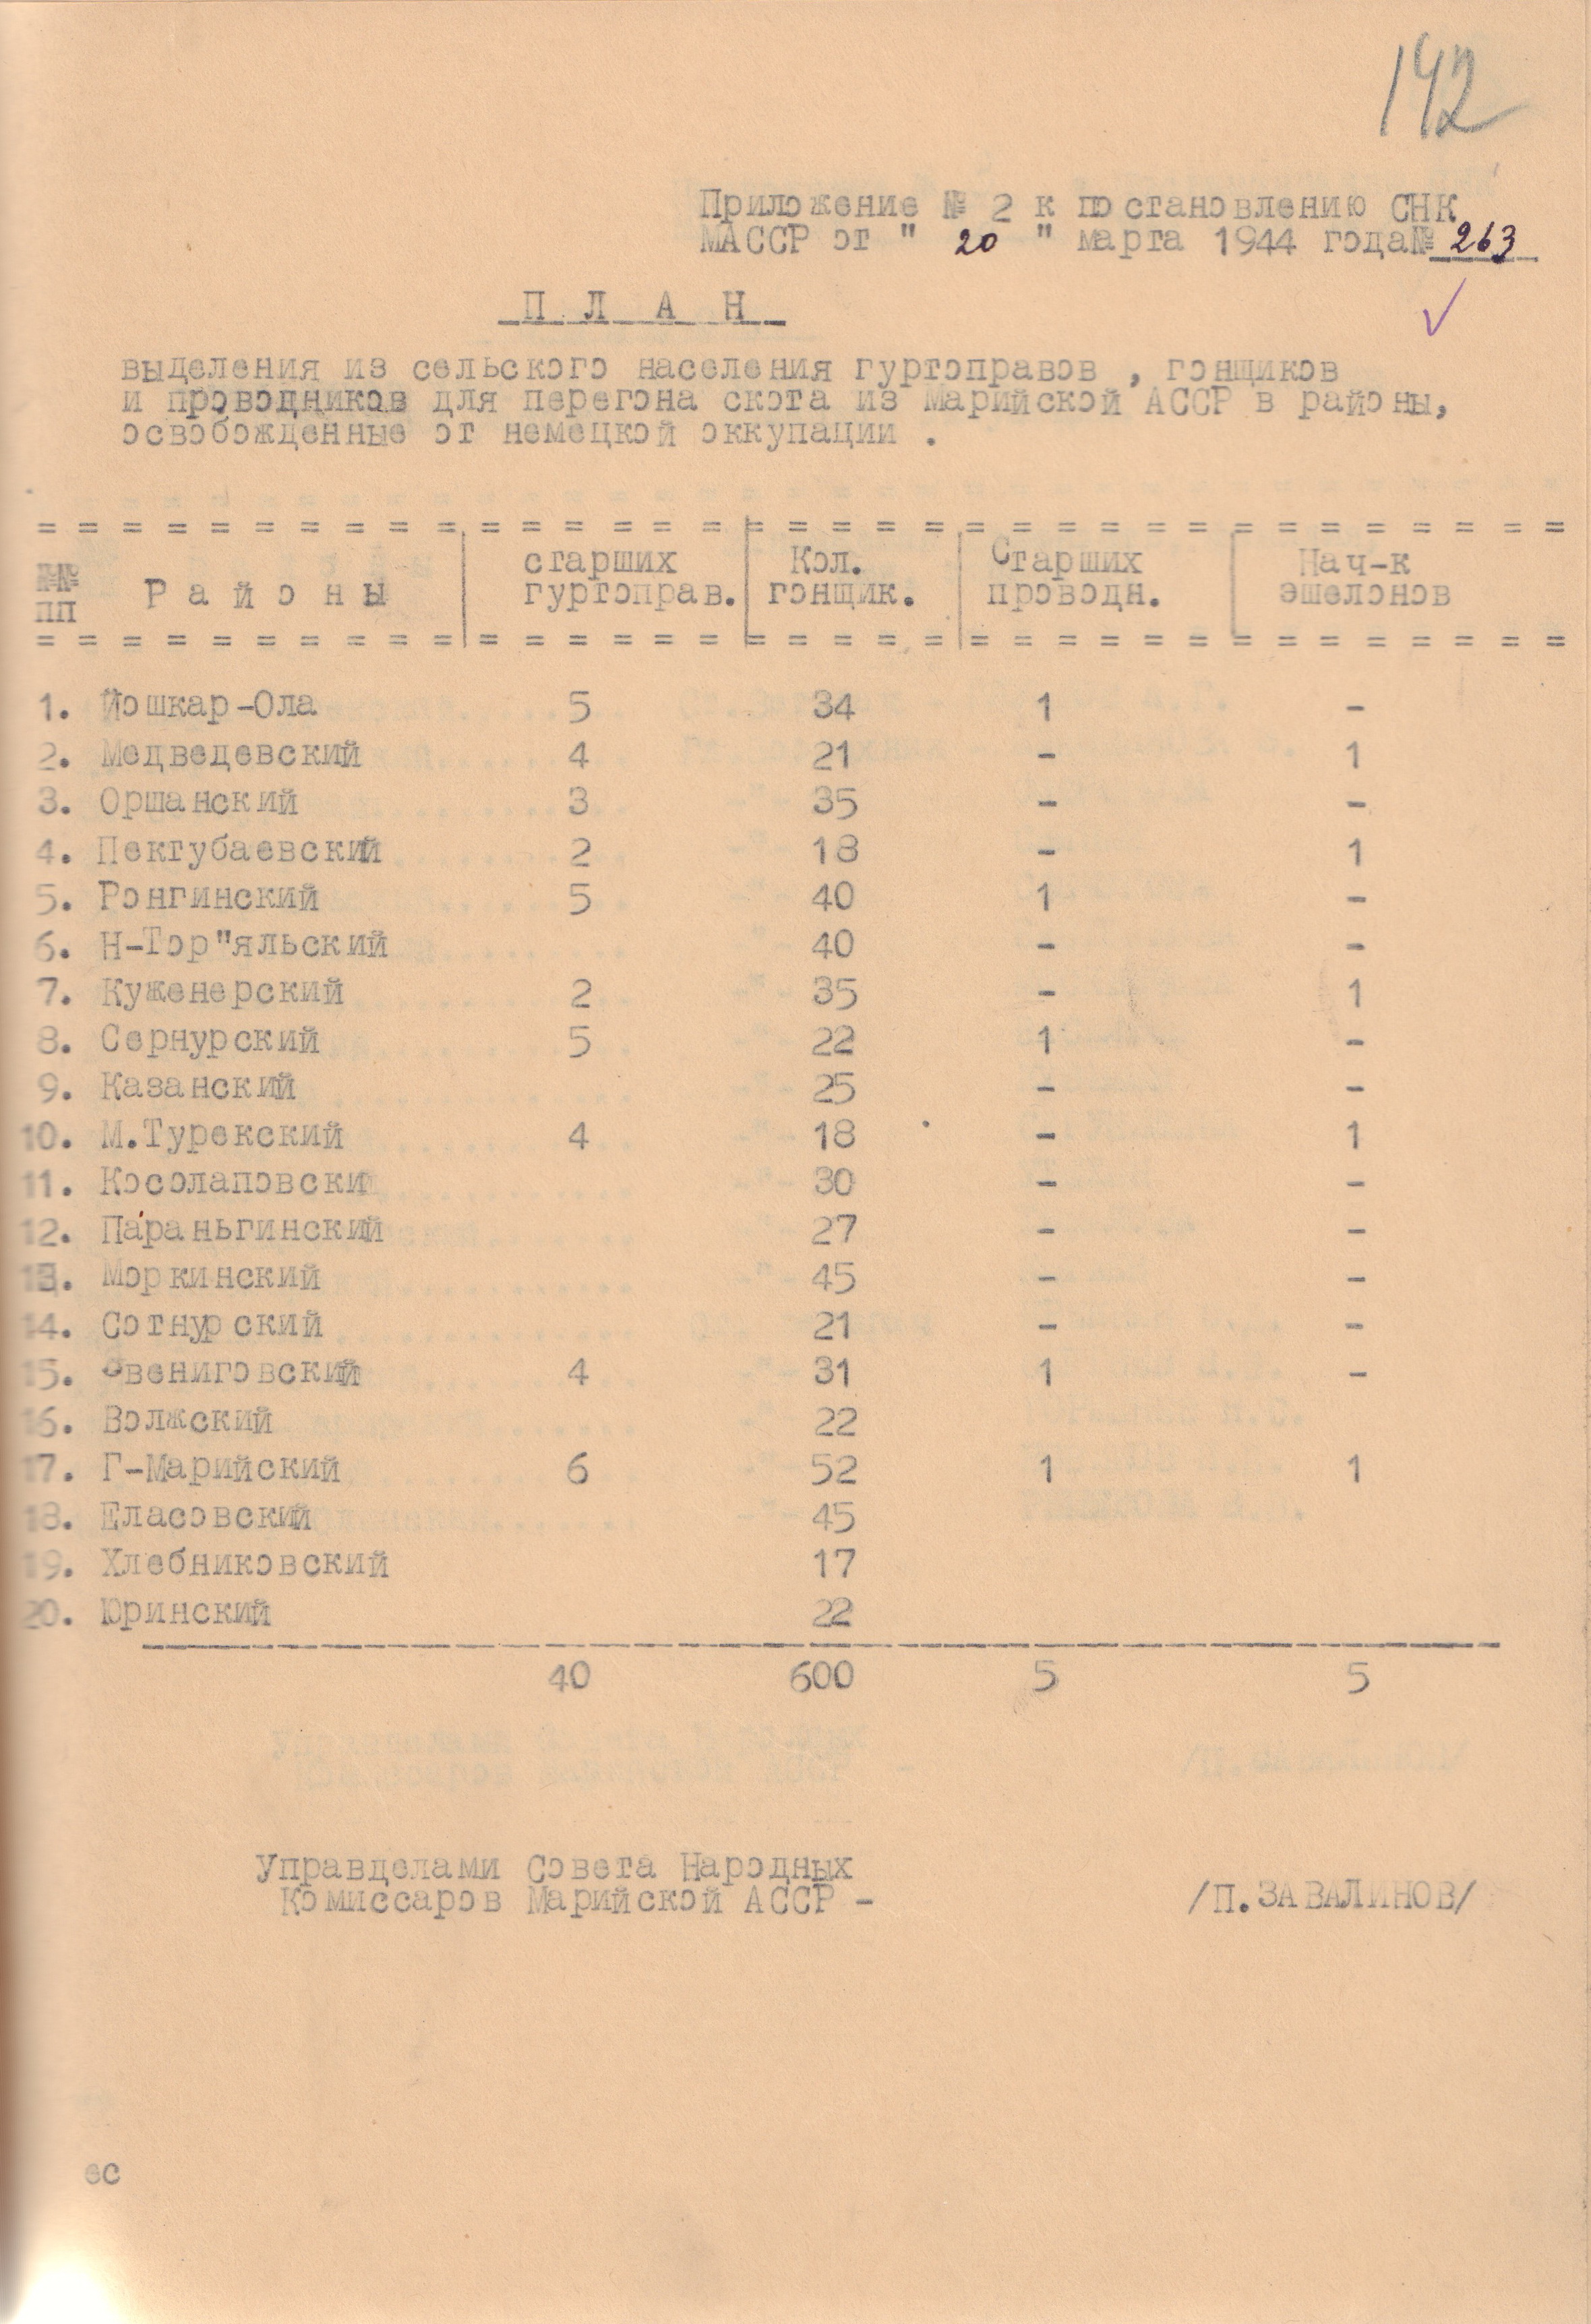 142
Приложение № 2 к постановлению СНК
МАССР от " 20 " марта 1944 года № 263
П Л А Н
выделения из сельского населения гуртоправов , гонщиков
и проводников для перегона скота из Марийской АССР в районы,
освобожденные от немецкой оккупации .
№№ пп Р а й о н ы старших гуртоправ. Кол. гонщик. Старших проводн. Нач-к эшелонов
1. Йошкар-Ола 5 34 1 -
2. Медведевский 4 21 - 1
3. Оршанский 3 35 - -
4. Пектубаевский 2 18 - 1
5. Ронгинский 5 40 1 -
6. Н-Тор"яльский 40 - -
7. Куженерский 2 35 - 1
8. Сернурский 5 22 1 -
9. Казанский 25 - -
10. М.Турекский 4 18 - 1
11. Косолаповски 30 - -
12. Параньгинский 27 - -
13. Моркинский 45 - -
14. Сотнурский 21 - -
15. Звениговский 4 31 1 -
16. Волжский 22
17. Г-Марийский 6 52 1 1
18. Еласовский 45
19. Хлебниковский 17
20. Юринский 22
40 600 5 5
Управделами Совета Народных
Комиссаров Марийской АССР - /П.ЗАВАЛИНОВ/
ес